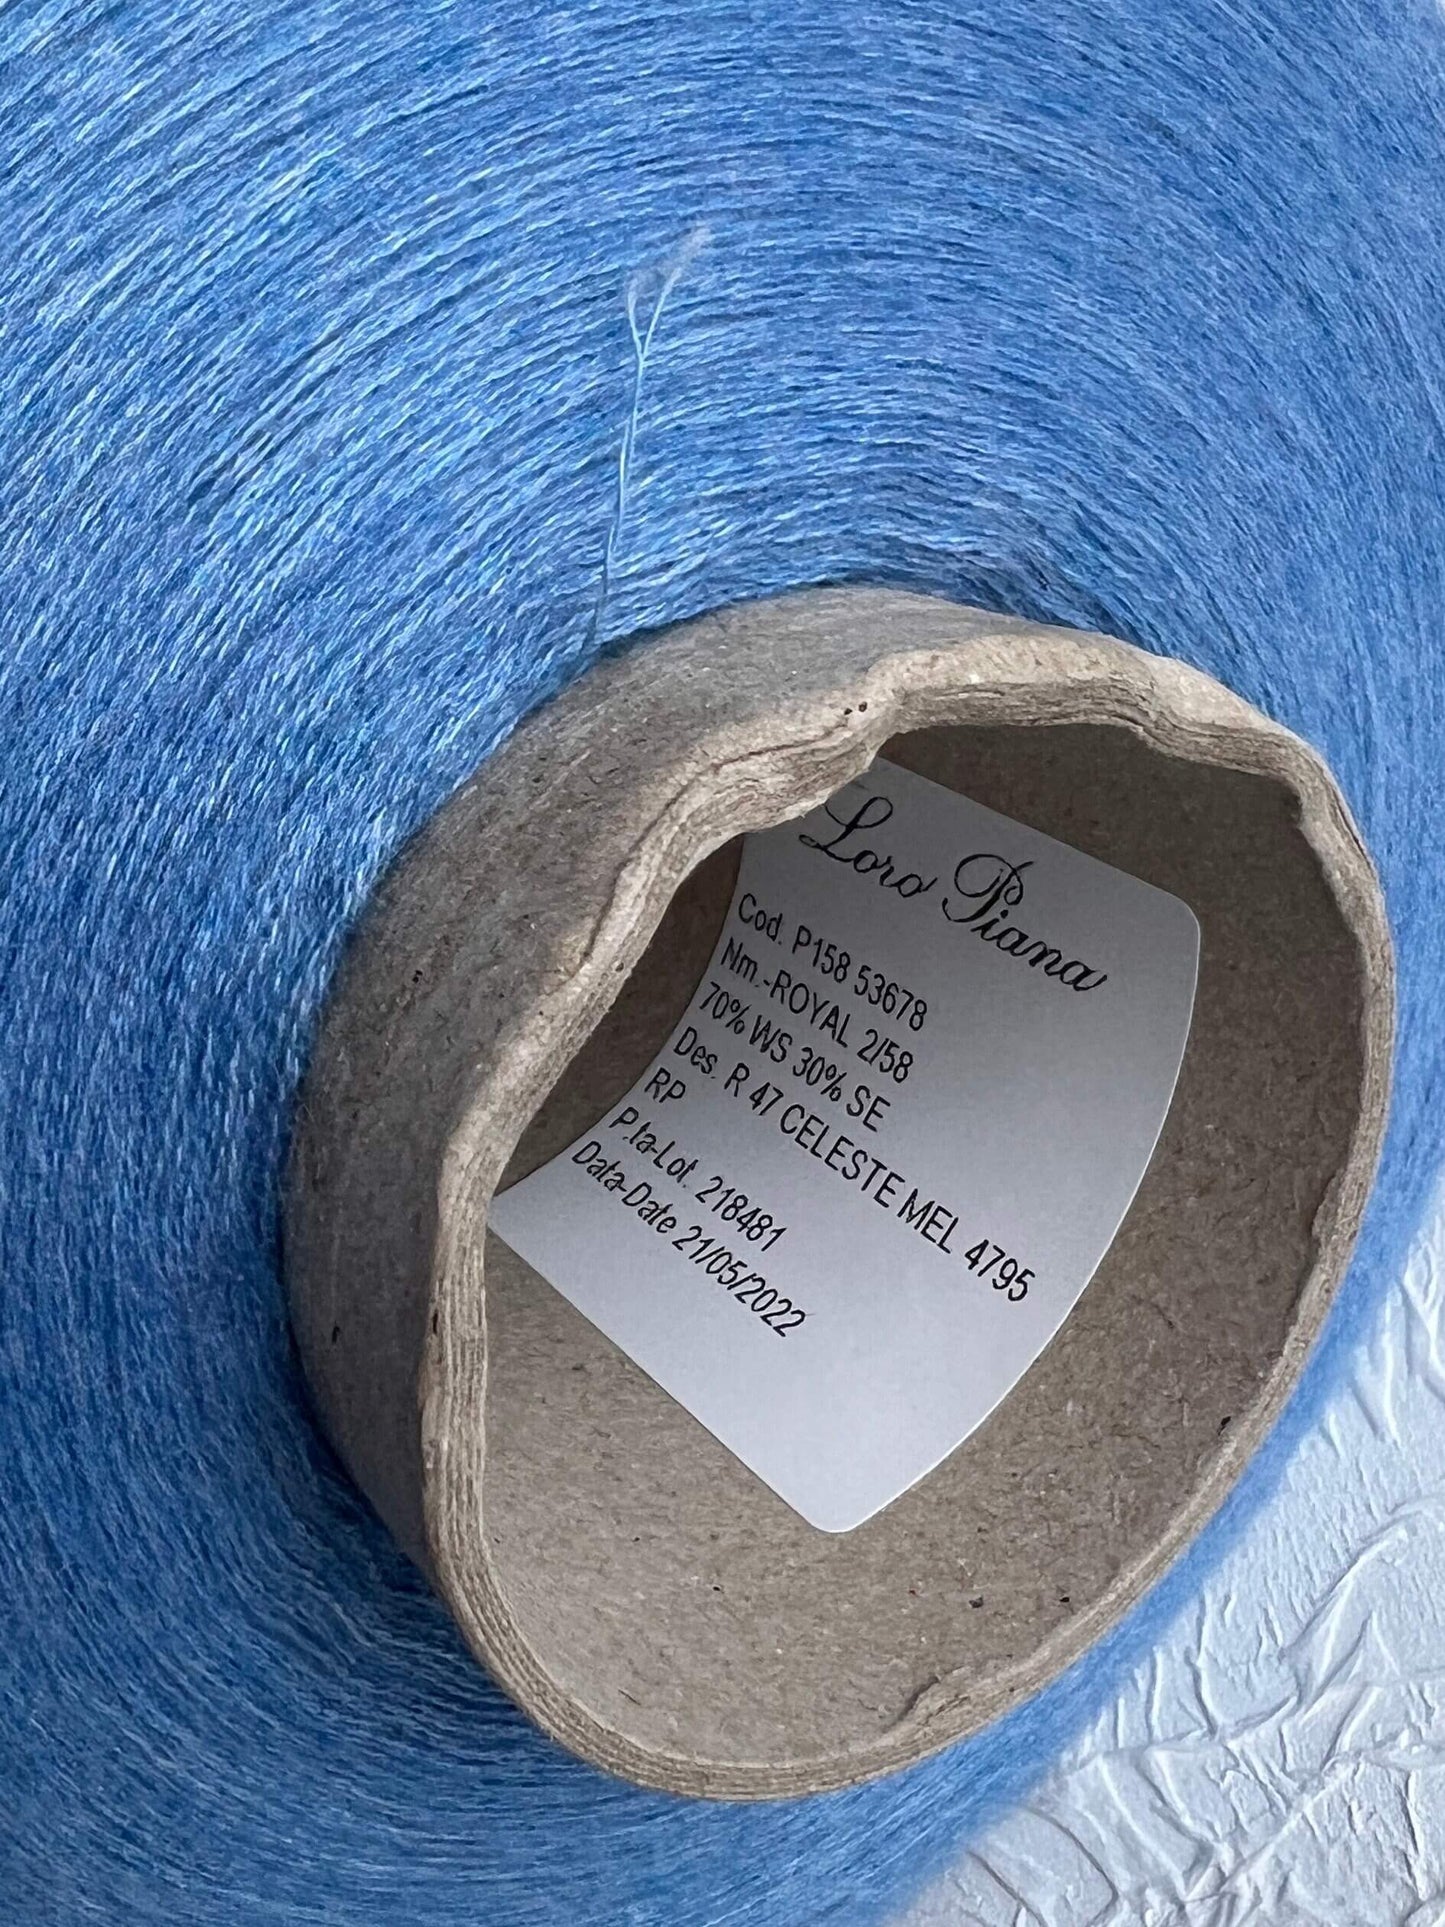 Loro Piana
Cod. P158 53678
Nm.-ROYAL 2/58
70% WS 30% SE
Des. R 47 CELESTE MEL 4795
RP
P.ta-Lot. 218481
Data-Date 21/05/2022